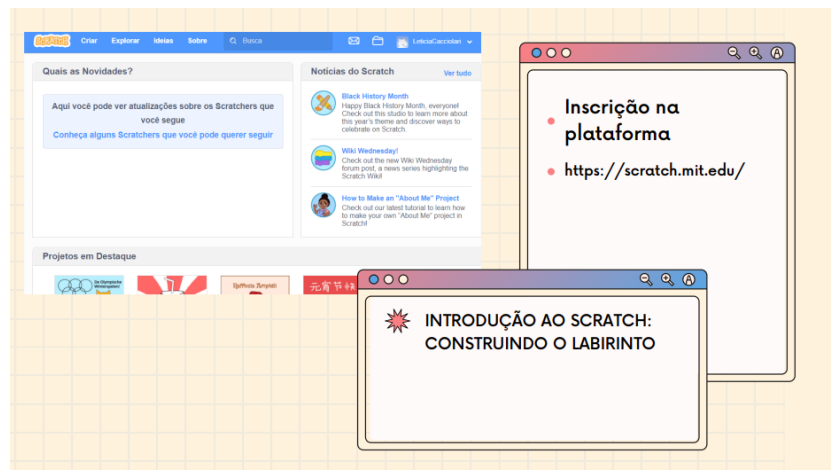 SCRATCH Criar Explorar Ideias Sobre Busca LeticiaCacciolari
Quais as Novidades?
Aqui você pode ver atualizações sobre os Scratchers que
você segue
Conheça alguns Scratchers que você pode querer seguir
Notícias do Scratch Ver tudo
Black History Month
Happy Black History Month, everyone!
Check out this studio to learn more about
this year's theme and discover ways to
celebrate on Scratch
Wiki Wednesday!
Check out the new Wiki Wednesday
forum post, a news series highlighting the
Scratch Wiki!
How to Make an "About Me" Project
Check out our latest tutorial to learn how
to make your own "About Me" project in
Scratch!
Projetos em Destaque
元宵节快
Inscrição na
plataforma
https://scratch.mit.edu/
INTRODUÇÃO AO SCRATCH:
CONSTRUINDO O LABIRINTO